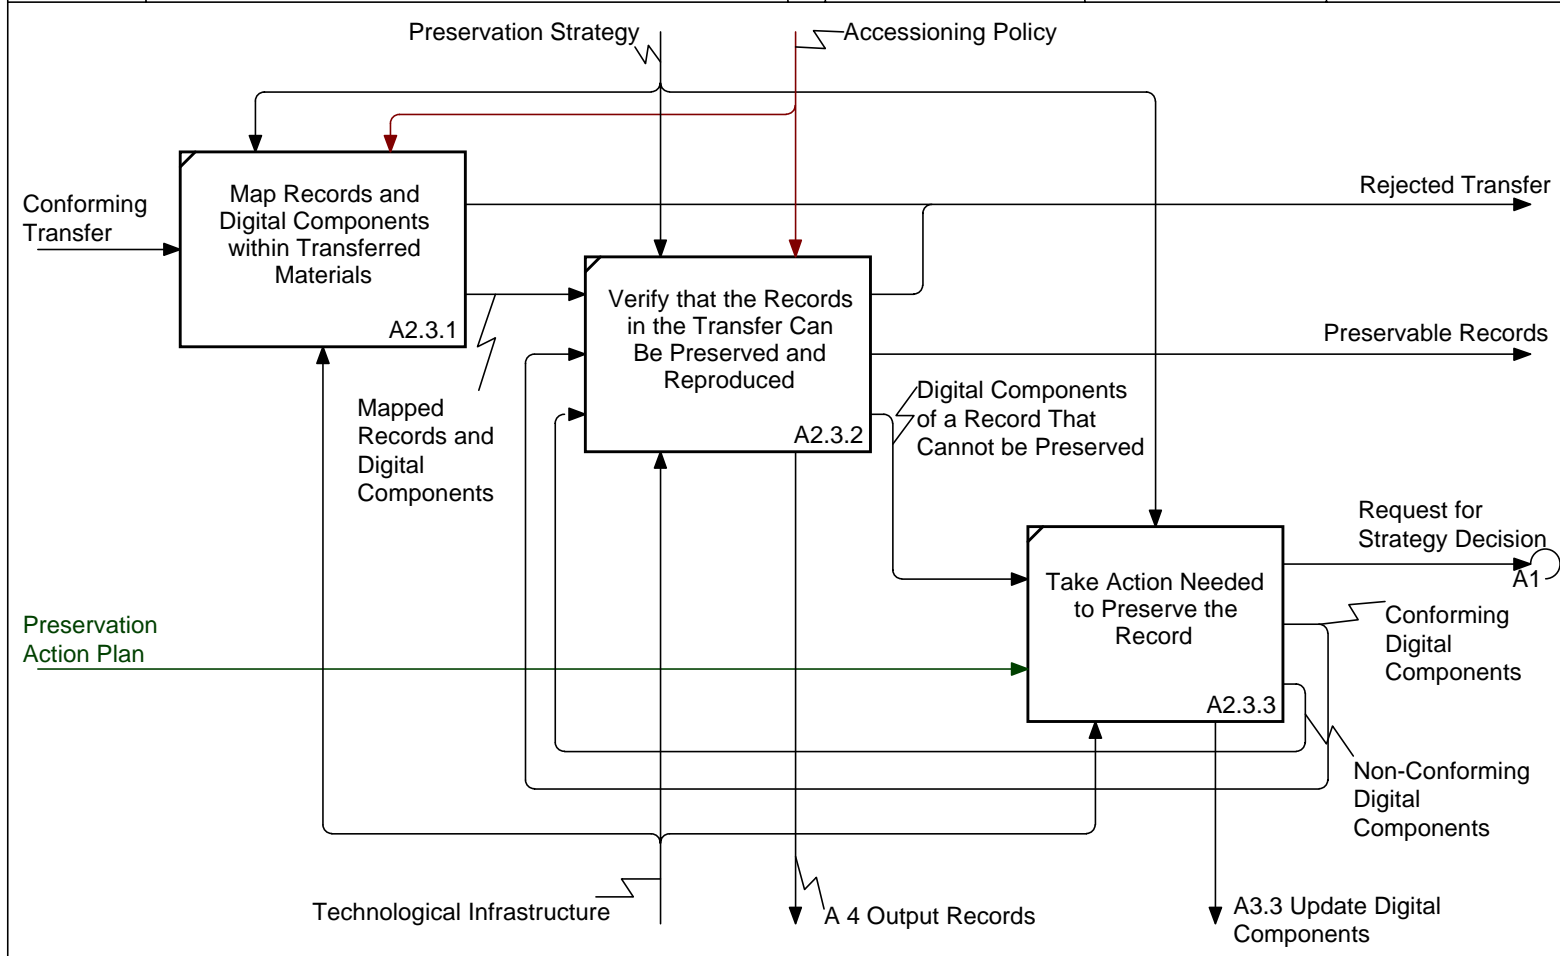 Preservation Strategy
Accessioning Policy
Conforming
Transfer
Map Records and
Digital Components
within Transferred
Materials
A2.3.1
Rejected Transfer
Verify that the Records
in the Transfer Can
Be Preserved and
Reproduced
A2.3.2
Preservable Records
Mapped
Records and
Digital
Components
Digital Components
of a Record That
Cannot be Preserved
Request for
Strategy Decision
A1
Take Action Needed
to Preserve the
Record
A2.3.3
Preservation
Action Plan
Conforming
Digital
Components
Non-Conforming
Digital
Components
Technological Infrastructure
A 4 Output Records
A3.3 Update Digital
Components